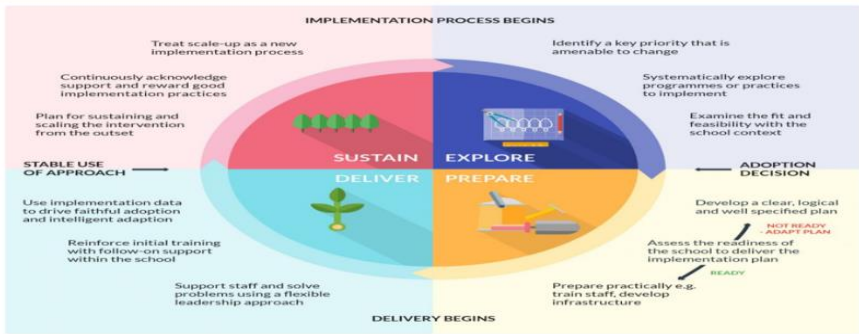 IMPLEMENTATION PROCESS BEGINS
Treat scale-up as a new
implementation process
Continuously acknowledge
support and reward good
implementation practices
Plan for sustaining and
scaling the intervention
from the outset
Identify a key priority that is
amenable to change
Systematically explore
programmes or practices
to implement
Examine the fit and
feasibility with the
school context
SUSTAIN
EXPLORE
STABLE USE
OF APPROACH
ADOPTION
DECISION
DELIVER
PREPARE
Use implementation data
to drive faithful adoption
and intelligent adaption
Reinforce initial training
with follow-on support
within the school
Support staff and solve
problems using a flexible
leadership approach
Develop a clear, logical
and well specified plan
NOT READY
- ADAPT PLAN
Assess the readiness of
the school to deliver the
implementation plan
READY
Prepare practically e.g.
train staff, develop
infrastructure
DELIVERY BEGINS